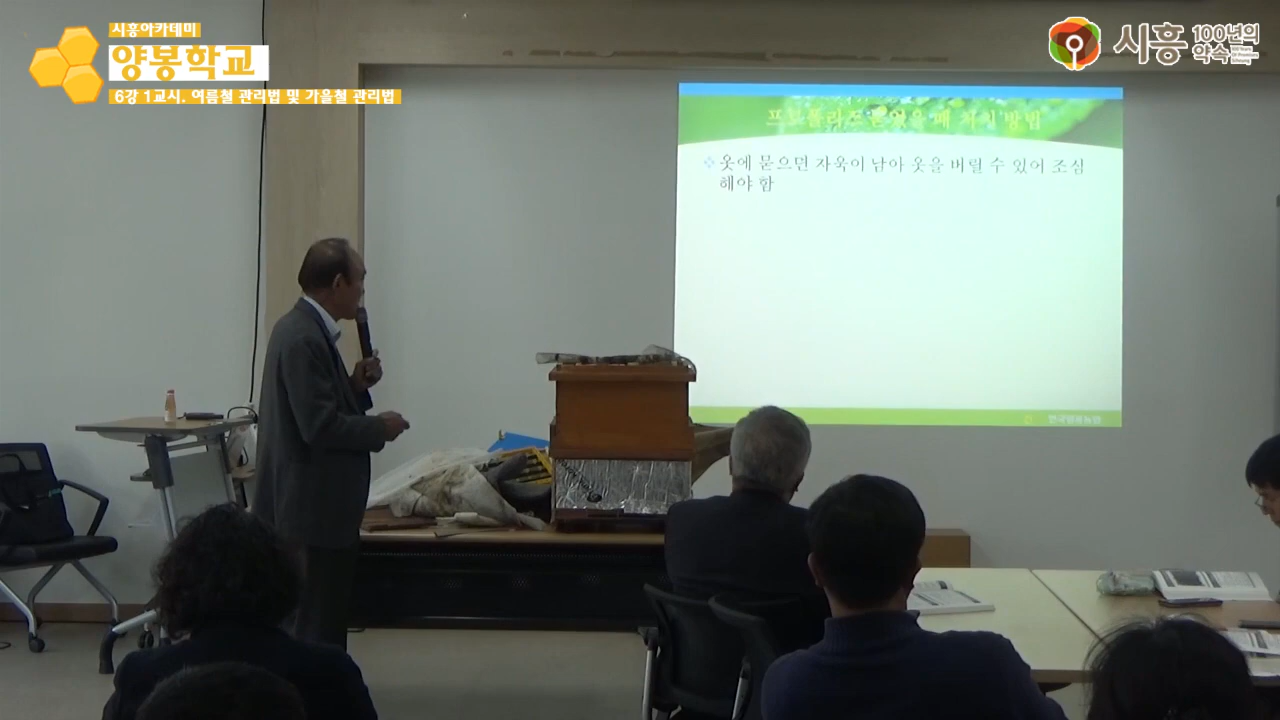 시흥아카데미
양봉학교
6강 1교시. 여름철 관리법 및 가을철 관리법
시흥 100년의
약속
프로폴리스 묻었을 때 처리방법
옷에 묻으면 자욱이 남아 옷을 버릴 수 있어 조심
해야 함